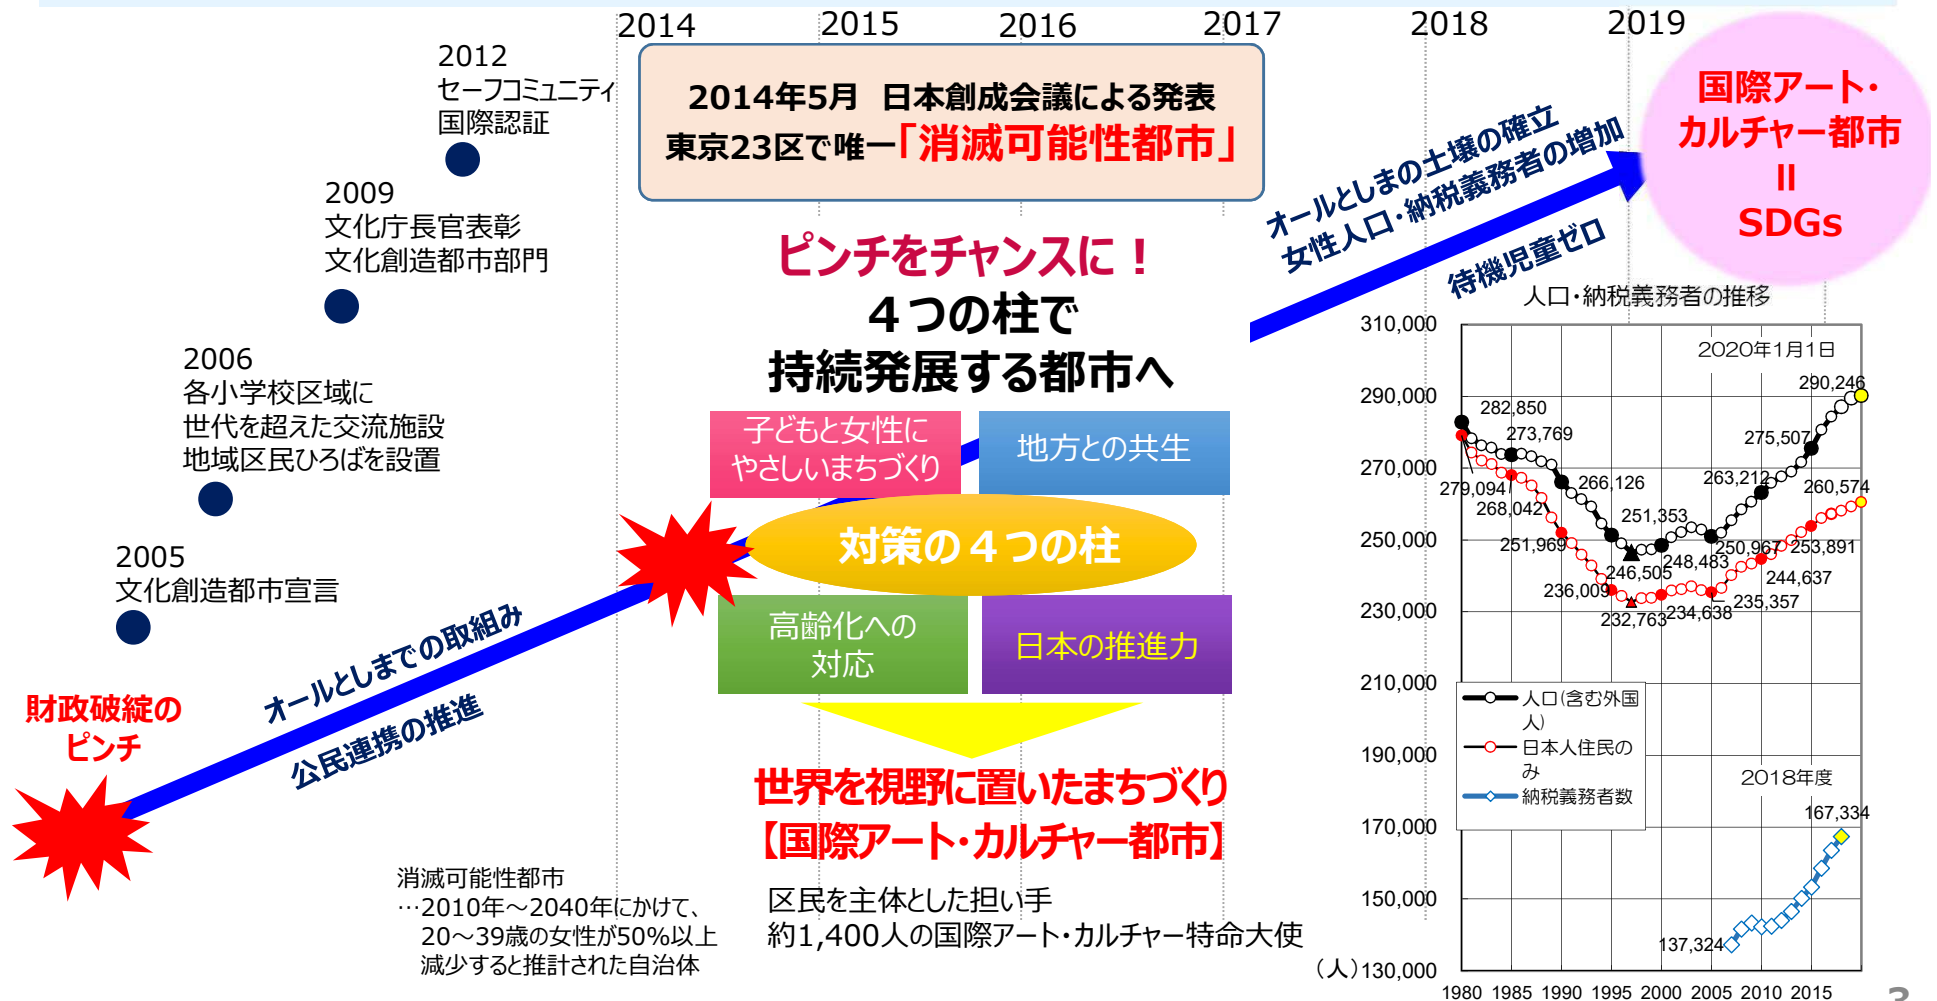 2014
2015
2016
2017
2018
2019
2012
セーフコミュニティ
国際認証
2009
文化庁長官表彰
文化創造都市部門
2006
各小学校区域に
世代を超えた交流施設
地域区民ひろばを設置
2005
文化創造都市宣言
財政破綻の
ピンチ
オールとしまでの取組み
公民連携の推進
2014年5月 日本創成会議による発表
東京23区で唯一「消滅可能性都市」
ピンチをチャンスに！
４つの柱で
持続発展する都市へ
子どもと女性に
やさしいまちづくり
地方との共生
対策の４つの柱
高齢化への
対応
日本の推進力
世界を視野に置いたまちづくり
【国際アート・カルチャー都市】
区民を主体とした担い手
約1,400人の国際アート・カルチャー特命大使
消滅可能性都市
…2010年～2040年にかけて、
20～39歳の女性が50%以上
減少すると推計された自治体
オールとしまの土壌の確立
女性人口・納税義務者の増加
待機児童ゼロ
国際アート・
カルチャー都市
＝
SDGs
人口・納税義務者の推移
310,000
290,000
270,000
250,000
230,000
210,000
190,000
170,000
150,000
（人）130,000
2020年1月1日
290,246
282,850
273,769
275,507
266,126
263,212
260,574
279,094
268,042
251,969
251,353
250,967
253,891
246,505
248,483
244,637
236,009
232,763
234,638
235,357
人口(含む外国
人)
日本人住民の
み
納税義務者数
2018年度
167,334
137,324
1980 1985 1990 1995 2000 2005 2010 2015
3